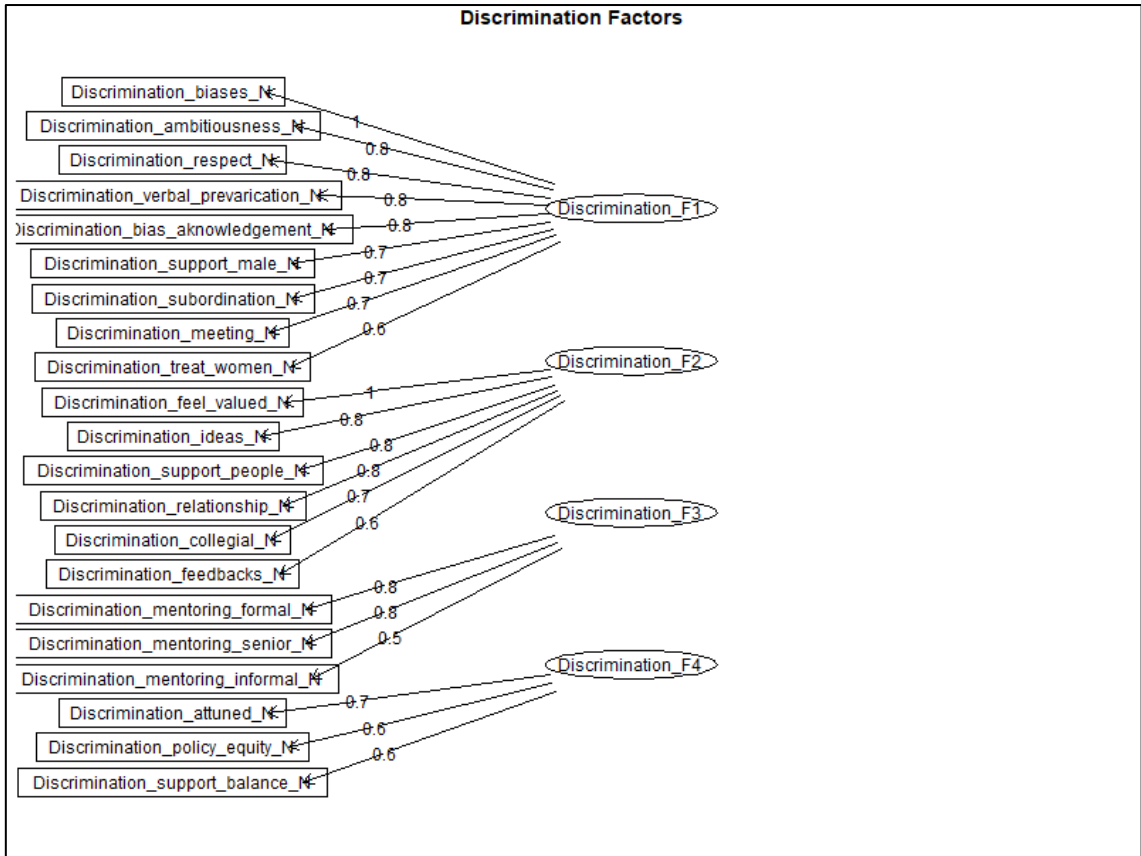 Discrimination Factors
Discrimination_biases_N
Discrimination_ambitiousness_N
Discrimination_respect_N
Discrimination_verbal_prevarication_N
Discrimination_bias_aknowledgement_N
Discrimination_support_male_N
Discrimination_subordination_N
Discrimination_meeting_N
Discrimination_treat_women_N
1
0.8
0.8
0.8
0.8
0.7
0.7
0.7
0.6
Discrimination_F1
Discrimination_feel_valued_N
Discrimination_ideas_N
Discrimination_support_people_N
Discrimination_relationship_N
Discrimination_collegial_N
Discrimination_feedbacks_N
1
0.8
0.8
0.8
0.7
0.6
Discrimination_F2
Discrimination_mentoring_formal_N
Discrimination_mentoring_senior_N
Discrimination_mentoring_informal_N
0.8
0.8
0.5
Discrimination_F3
Discrimination_attuned_N
Discrimination_policy_equity_N
Discrimination_support_balance_N
0.7
0.6
0.6
Discrimination_F4